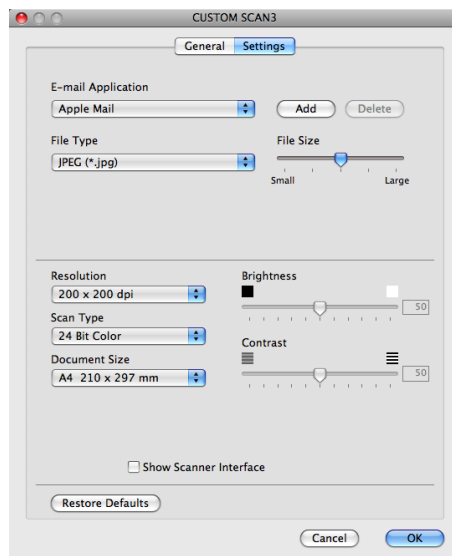 CUSTOM SCAN3
General Settings
E-mail Application
Apple Mail Add Delete
File Type File Size
JPEG (*.jpg)
Small Large
Resolution Brightness
200 x 200 dpi
50
Scan Type
24 Bit Color
Contrast
Document Size
A4 210 x 297 mm 50
Show Scanner Interface
Restore Defaults
Cancel OK